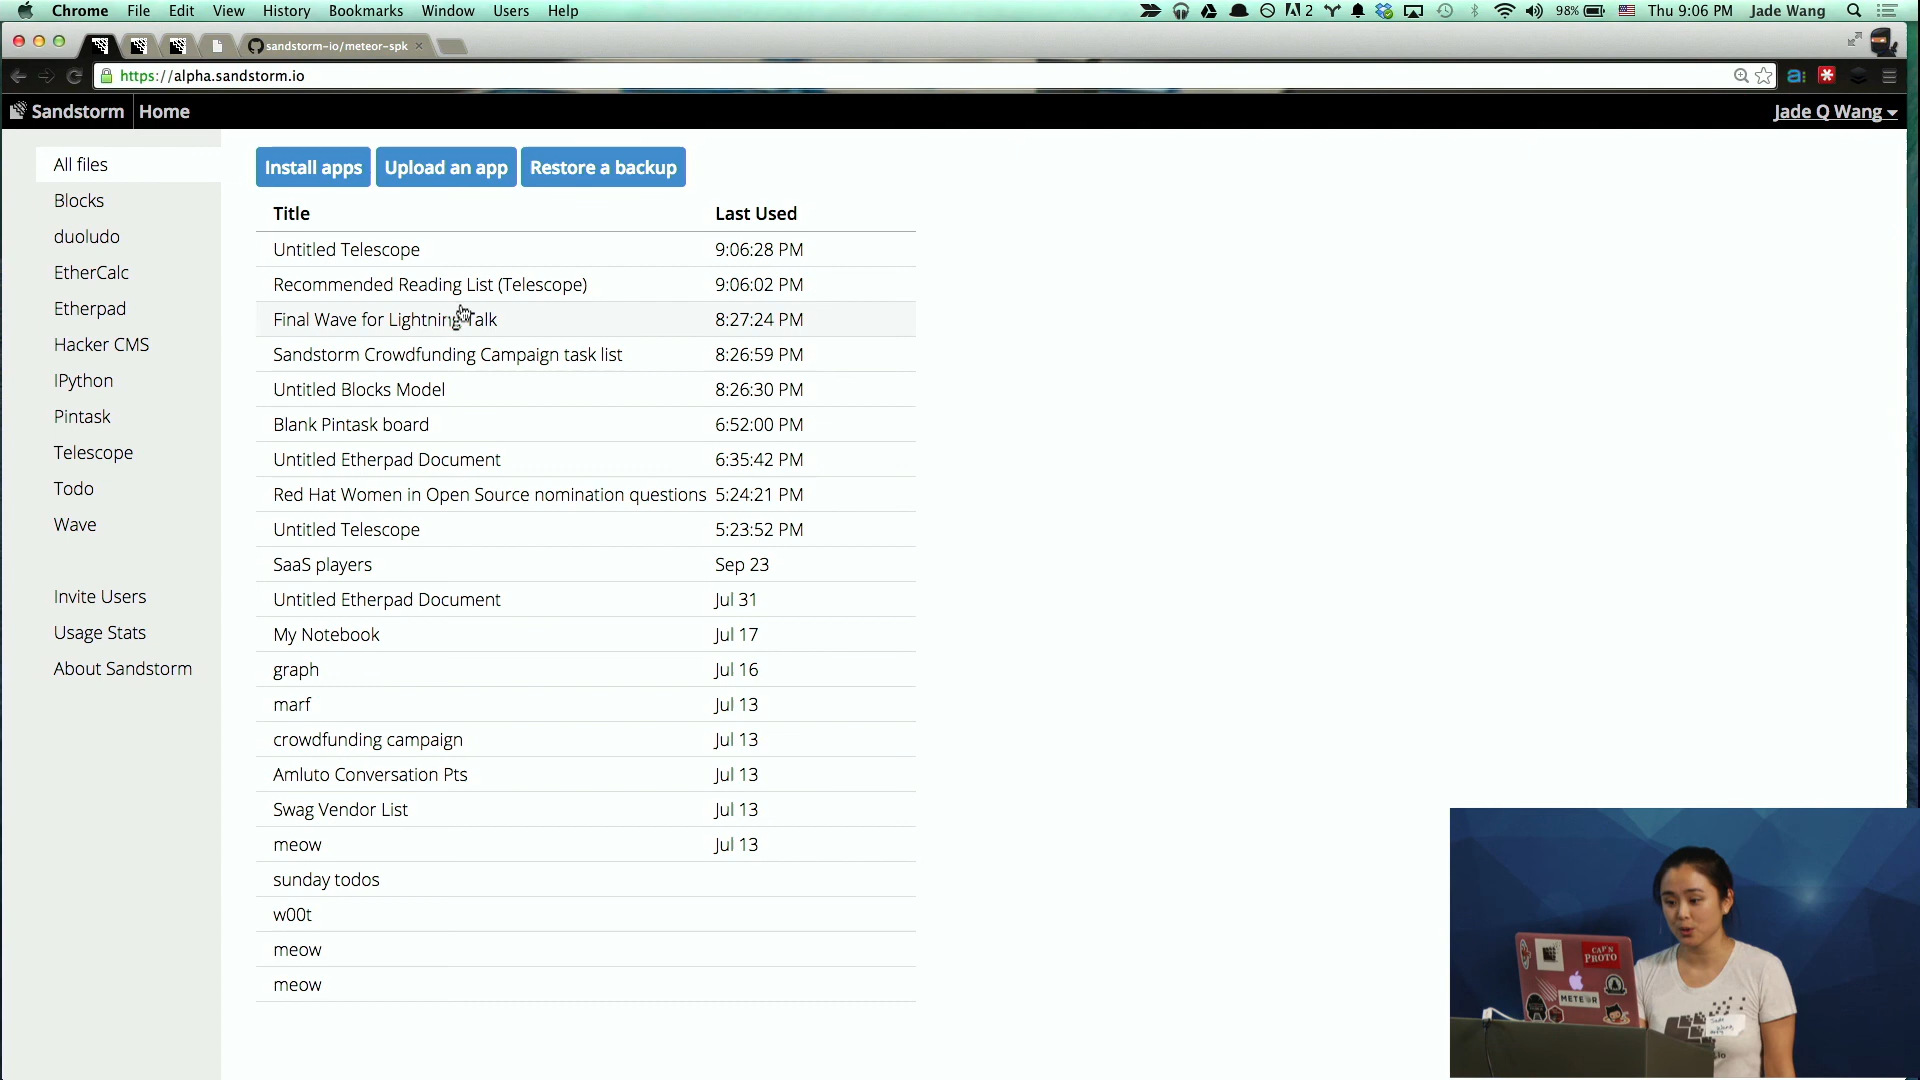 Chrome File Edit View History Bookmarks Window Users Help 2 98% Thu 9:06 PM Jade Wang
sandstorm-io/meteor-spk
https://alpha.sandstorm.io
Sandstorm Home Jade Q Wang
All files
Blocks
duoludo
EtherCalc
Etherpad
Hacker CMS
IPython
Pintask
Telescope
Todo
Wave
Invite Users
Usage Stats
About Sandstorm
Install apps Upload an app Restore a backup
Title Last Used
Untitled Telescope 9:06:28 PM
Recommended Reading List (Telescope) 9:06:02 PM
Final Wave for Lightning Talk 8:27:24 PM
Sandstorm Crowdfunding Campaign task list 8:26:59 PM
Untitled Blocks Model 8:26:30 PM
Blank Pintask board 6:52:00 PM
Untitled Etherpad Document 6:35:42 PM
Red Hat Women in Open Source nomination questions 5:24:21 PM
Untitled Telescope 5:23:52 PM
SaaS players Sep 23
Untitled Etherpad Document Jul 31
My Notebook Jul 17
graph Jul 16
marf Jul 13
crowdfunding campaign Jul 13
Amluto Conversation Pts Jul 13
Swag Vendor List Jul 13
meow Jul 13
sunday todos
w00t
meow
meow
CAP'N
PROTO
METEOR
Jade
Wang
.io